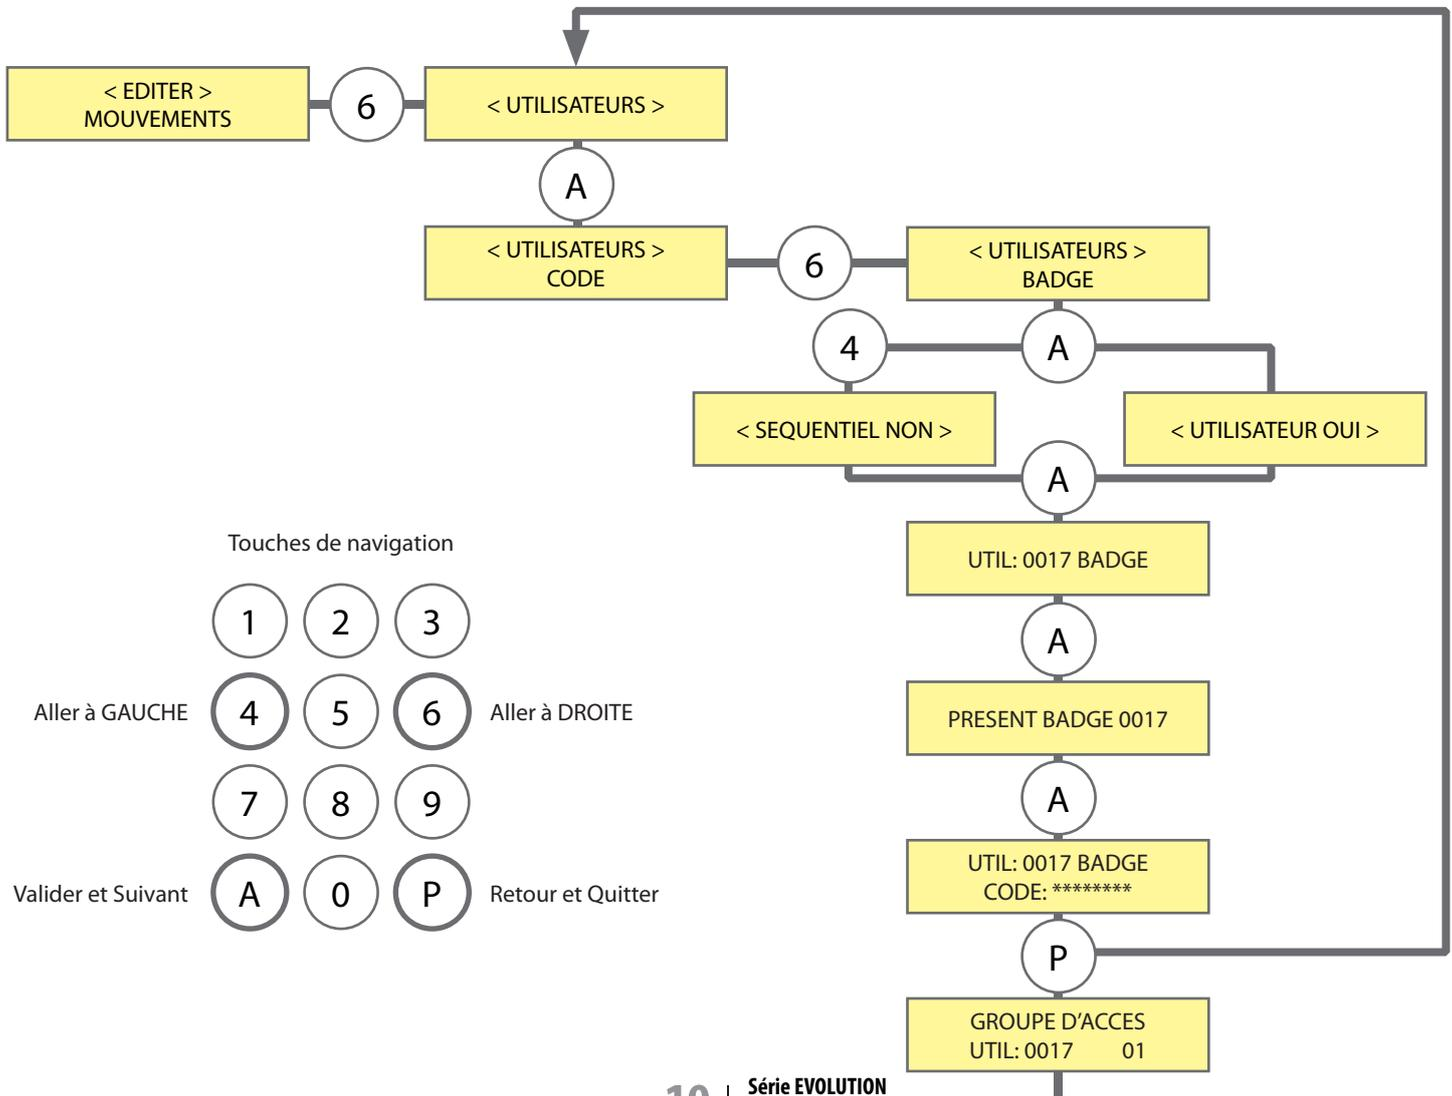 < EDITER >
MOUVEMENTS
6
< UTILISATEURS >
A
< UTILISATEURS >
CODE
6
< UTILISATEURS >
BADGE
4
A
< SEQUENTIEL NON >
< UTILISATEUR OUI >
A
UTIL: 0017 BADGE
A
PRESENT BADGE 0017
A
UTIL: 0017 BADGE
CODE: ********
P
GROUPE D’ACCES
UTIL: 0017 01
Touches de navigation
1 2 3
Aller à GAUCHE 4 5 6 Aller à DROITE
7 8 9
Valider et Suivant A 0 P Retour et Quitter
10 | Série EVOLUTION